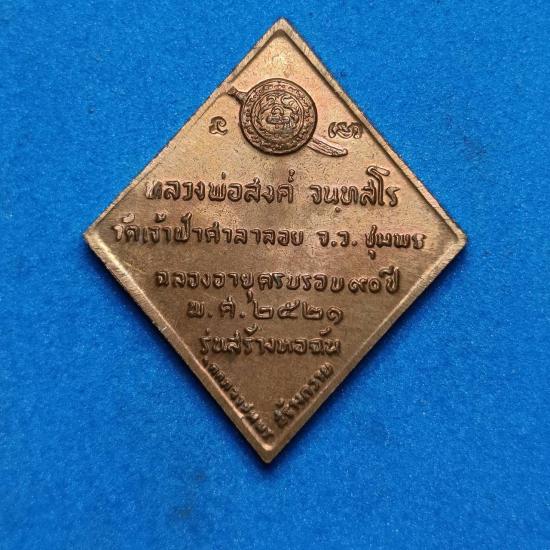 หลวงพ่อสงค์ จนฺทสโร
วัดเจ้าฟ้าศาลาลอย จ.ว.ชุมพร
ฉลองอายุครบรอบ๙๐ปี
พ.ศ.๒๕๒๑
รุ่นสร้างหอฉัน